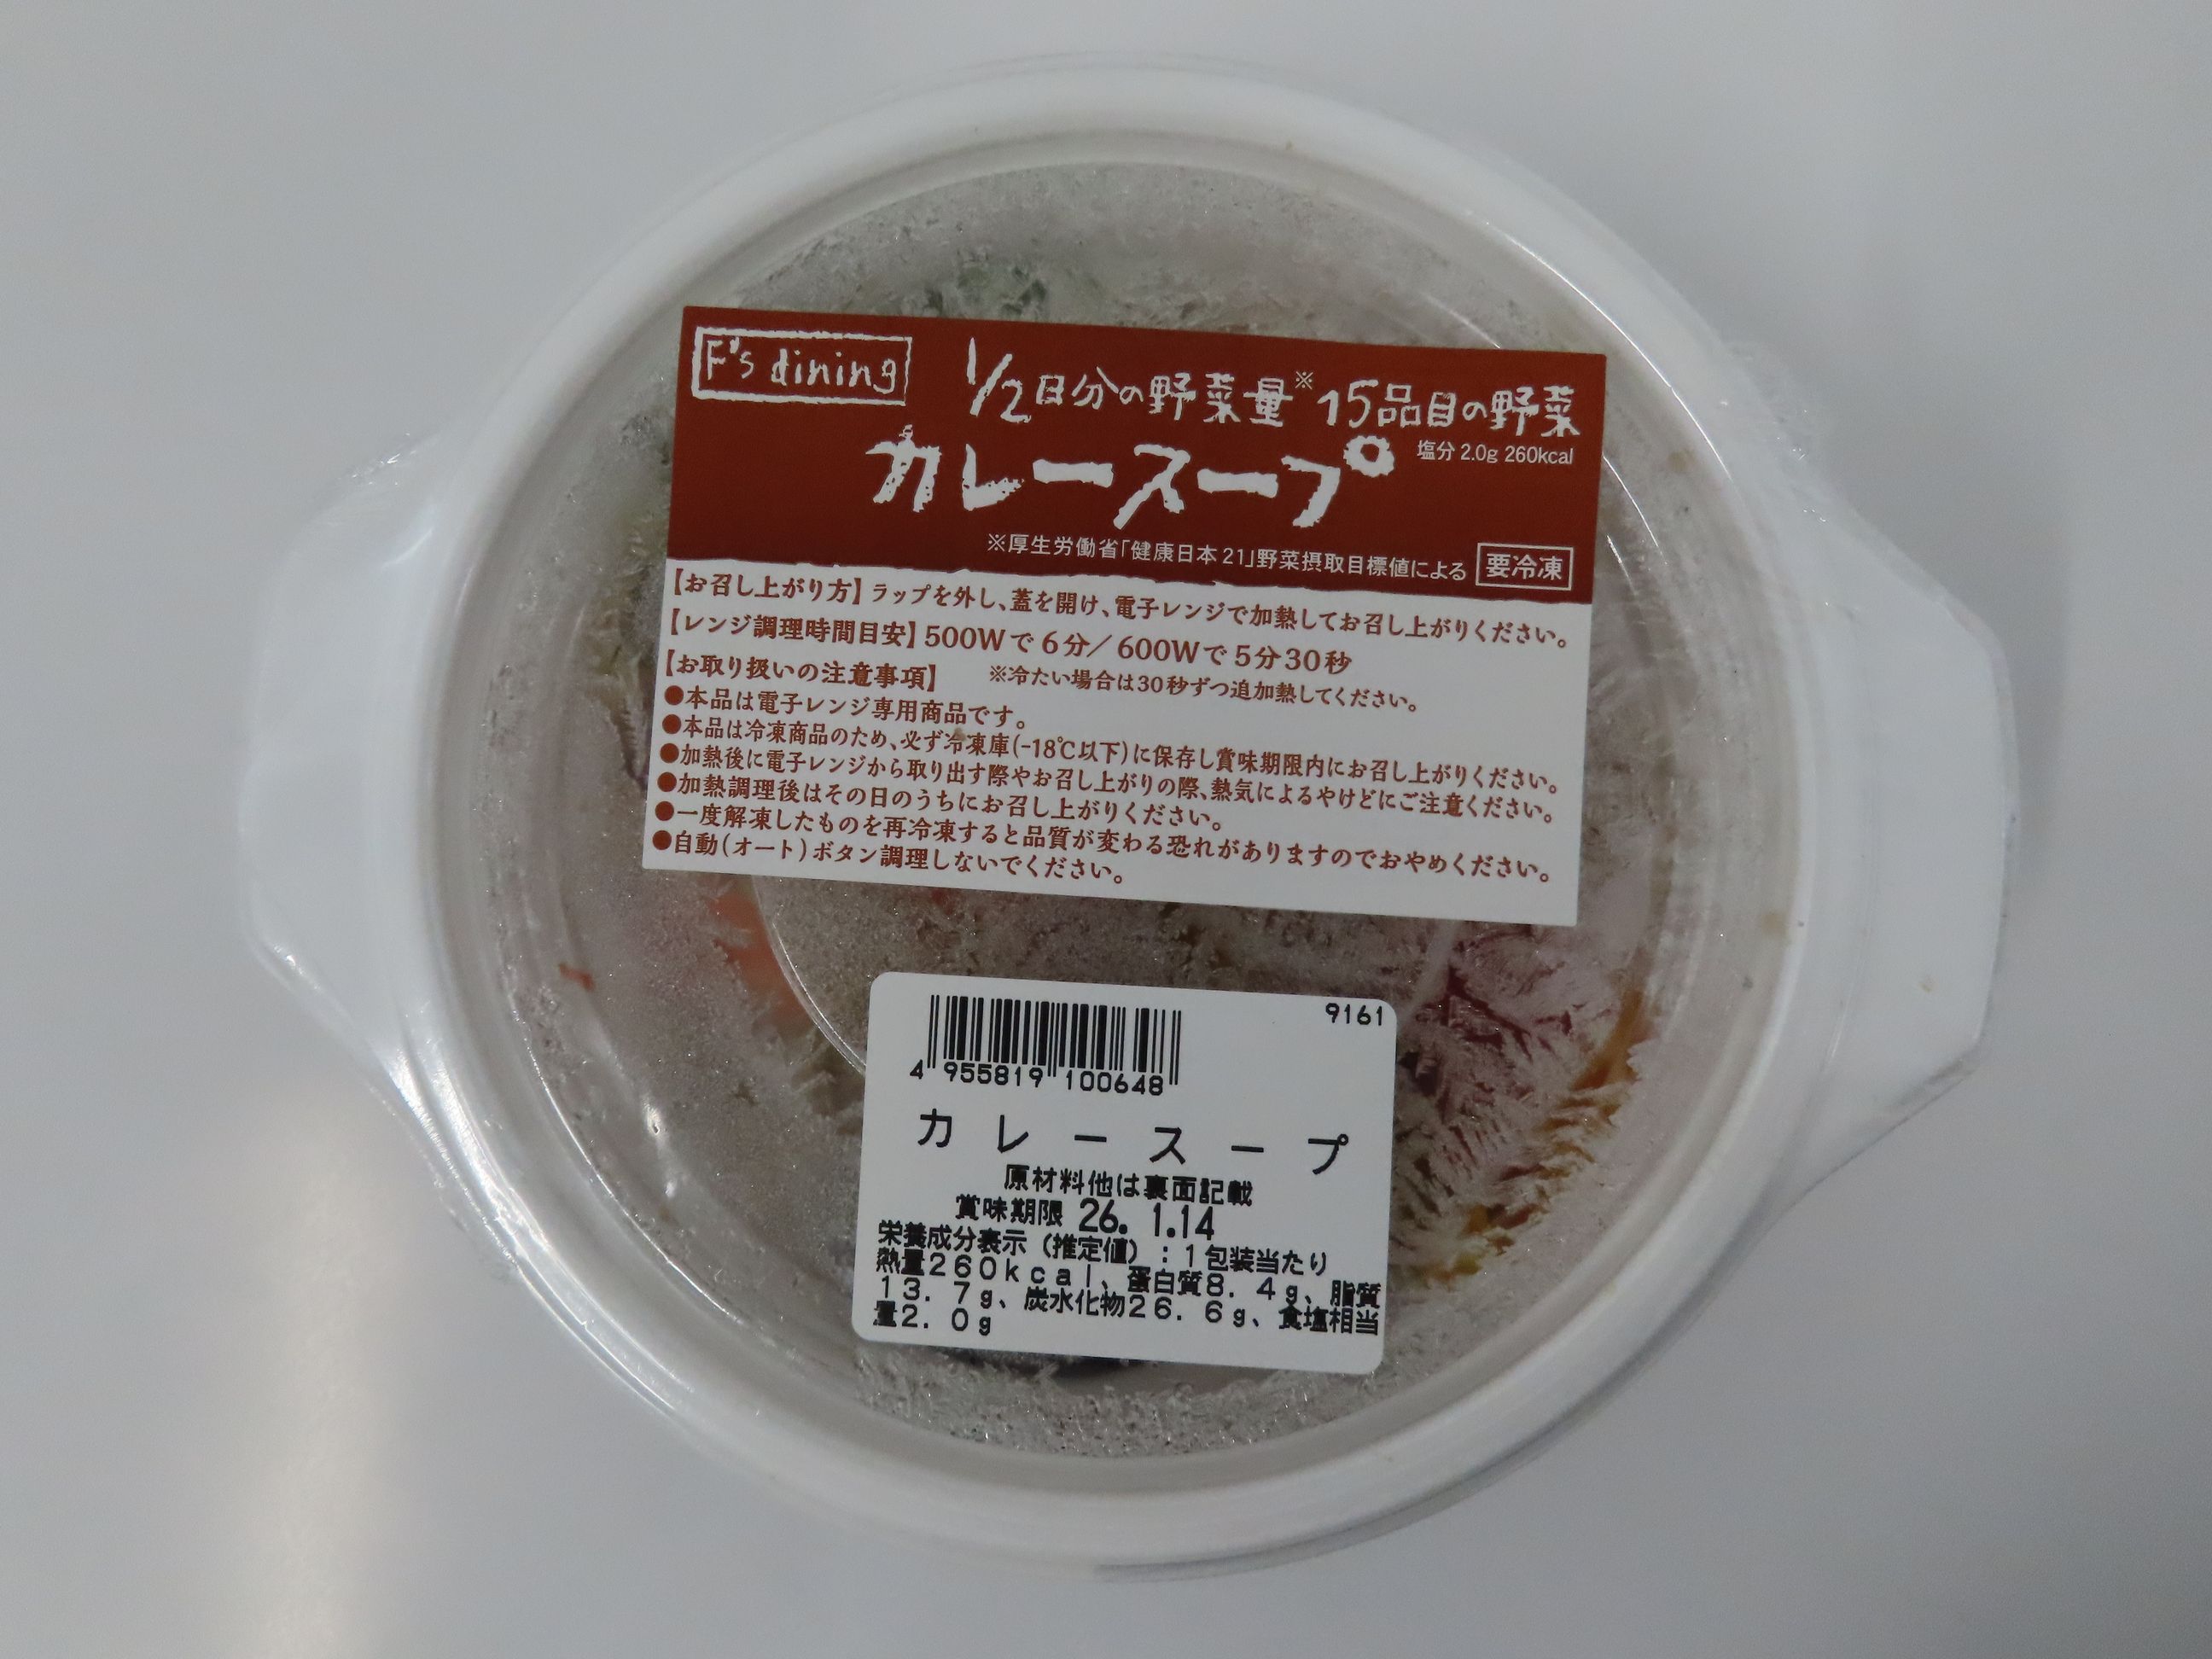 F's dining
1/2日分の野菜量※15品目の野菜
カレースープ
塩分2.0g 260kcal
※厚生労働省「健康日本21」野菜摂取目標値による 要冷凍
【お召し上がり方】ラップを外し、蓋を開け、電子レンジで加熱してお召し上がりください。
【レンジ調理時間目安】500Wで6分／600Wで5分30秒
【お取り扱いの注意事項】 ※冷たい場合は30秒ずつ追加熱してください。
●本品は電子レンジ専用商品です。
●本品は冷凍商品のため、必ず冷凍庫(-18℃以下)に保存し賞味期限内にお召し上がりください。
●加熱後に電子レンジから取り出す際やお召し上がりの際、熱気によるやけどにご注意ください。
●加熱調理後はその日のうちにお召し上がりください。
●一度解凍したものを再冷凍すると品質が変わる恐れがありますのでおやめください。
●自動(オート)ボタン調理しないでください。
9161
4 955819 100648
カレースープ
原材料他は裏面記載
賞味期限 26. 1.14
栄養成分表示（推定値）：1包装当たり
熱量260kcal、蛋白質8.4g、脂質
13.7g、炭水化物26.6g、食塩相当
量2.0g